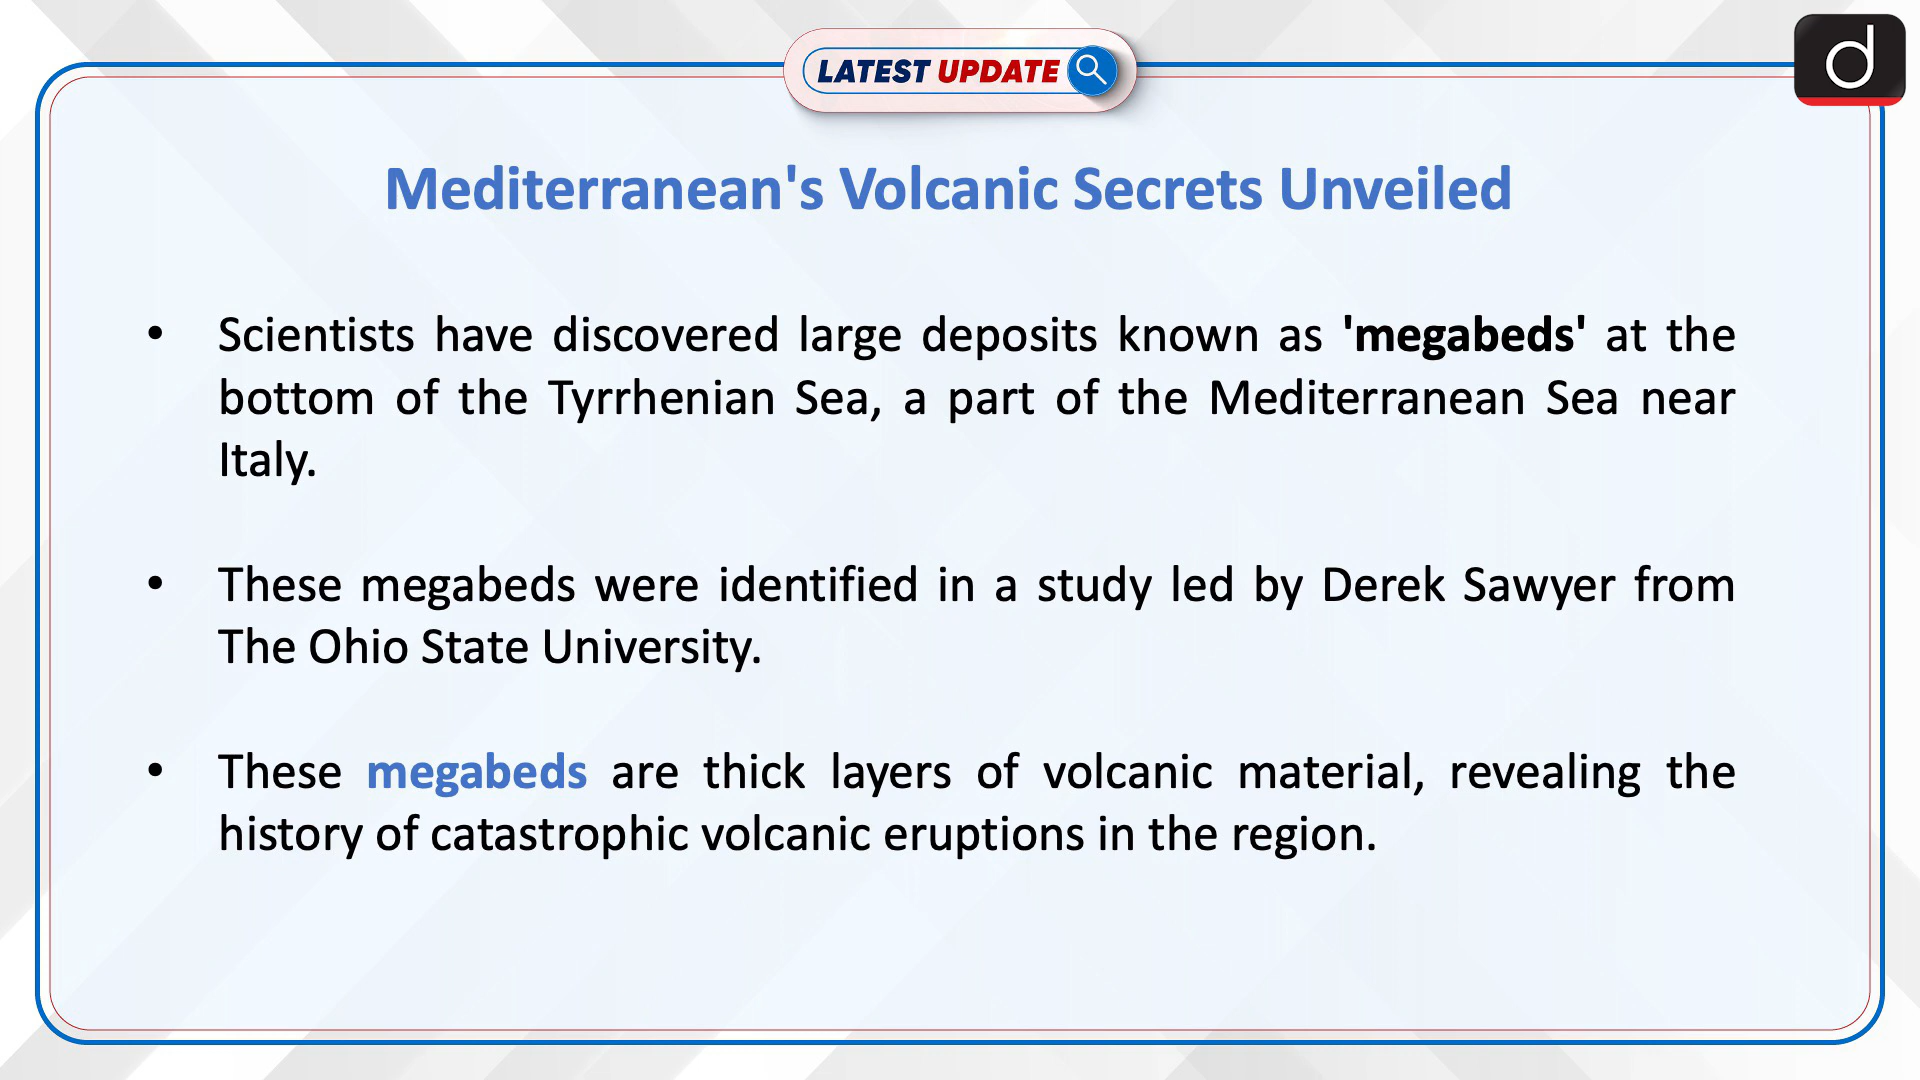 LATEST UPDATE
d
Mediterranean's Volcanic Secrets Unveiled
• Scientists have discovered large deposits known as 'megabeds' at the
bottom of the Tyrrhenian Sea, a part of the Mediterranean Sea near
Italy.
• These megabeds were identified in a study led by Derek Sawyer from
The Ohio State University.
• These megabeds are thick layers of volcanic material, revealing the
history of catastrophic volcanic eruptions in the region.